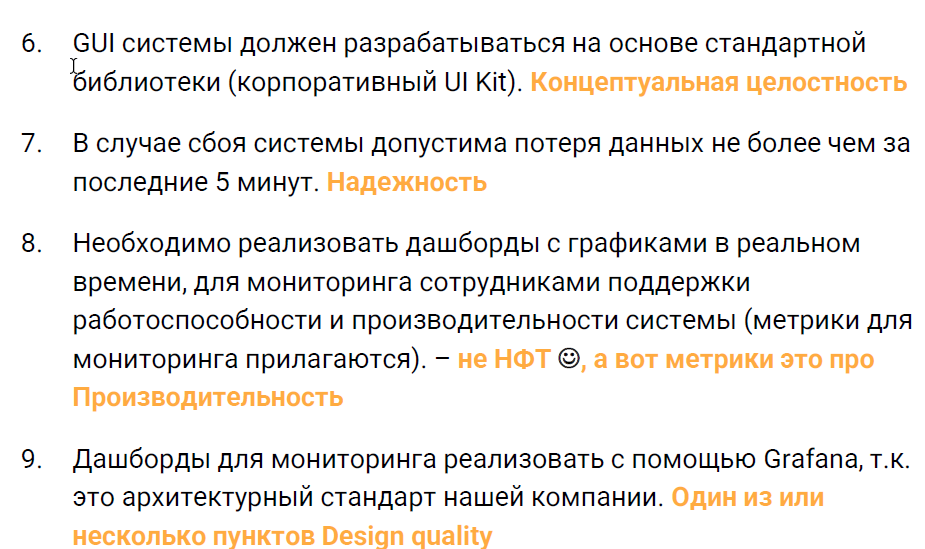 6. GUI системы должен разрабатываться на основе стандартной
библиотеки (корпоративный UI Kit). Концептуальная целостность
7. В случае сбоя системы допустима потеря данных не более чем за
последние 5 минут. Надежность
8. Необходимо реализовать дашборды с графиками в реальном
времени, для мониторинга сотрудниками поддержки
работоспособности и производительности системы (метрики для
мониторинга прилагаются). – не НФТ ☺, а вот метрики это про
Производительность
9. Дашборды для мониторинга реализовать с помощью Grafana, т.к.
это архитектурный стандарт нашей компании. Один из или
несколько пунктов Design quality